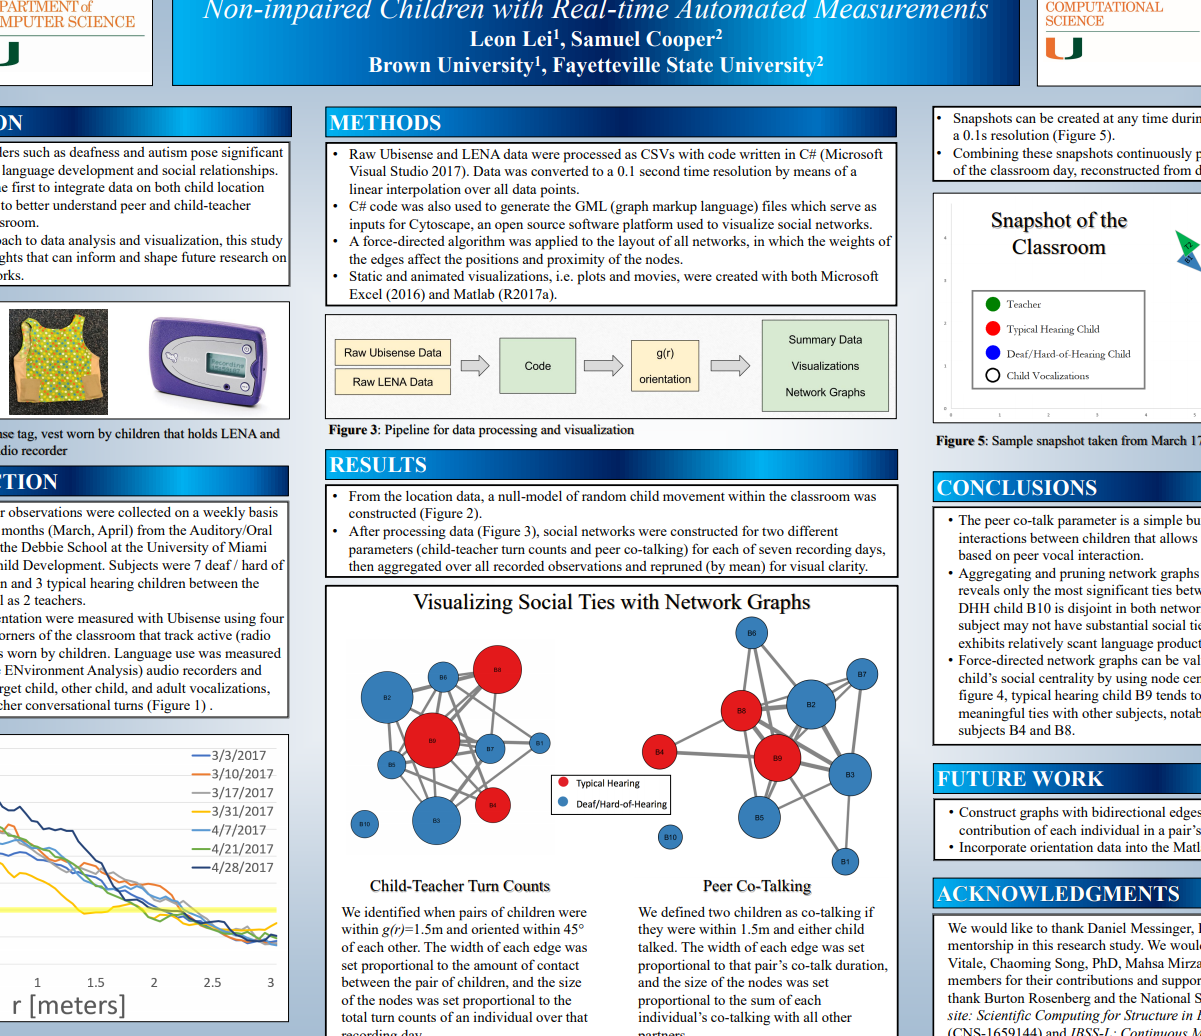 DEPARTMENT of
COMPUTER SCIENCE
Non-impaired Children with Real-time Automated Measurements
Leon Lei1, Samuel Cooper2
Brown University1, Fayetteville State University2
COMPUTATIONAL
SCIENCE
ON
ders such as deafness and autism pose significant
language development and social relationships.
e first to integrate data on both child location
to better understand peer and child-teacher
ssroom.
oach to data analysis and visualization, this study
ghts that can inform and shape future research on
orks.
nse tag, vest worn by children that holds LENA and
dio recorder
CTION
r observations were collected on a weekly basis
months (March, April) from the Auditory/Oral
the Debbie School at the University of Miami
hild Development. Subjects were 7 deaf / hard of
n and 3 typical hearing children between the
l as 2 teachers.
entation were measured with Ubisense using four
orners of the classroom that track active (radio
s worn by children. Language use was measured
e ENvironment Analysis) audio recorders and
rget child, other child, and adult vocalizations,
cher conversational turns (Figure 1) .
3/3/2017
3/10/2017
3/17/2017
3/31/2017
4/7/2017
4/21/2017
4/28/2017
1 1.5 2 2.5 3
r [meters]
METHODS
• Raw Ubisense and LENA data were processed as CSVs with code written in C# (Microsoft
Visual Studio 2017). Data was converted to a 0.1 second time resolution by means of a
linear interpolation over all data points.
• C# code was also used to generate the GML (graph markup language) files which serve as
inputs for Cytoscape, an open source software platform used to visualize social networks.
• A force-directed algorithm was applied to the layout of all networks, in which the weights of
the edges affect the positions and proximity of the nodes.
• Static and animated visualizations, i.e. plots and movies, were created with both Microsoft
Excel (2016) and Matlab (R2017a).
Raw Ubisense Data
Raw LENA Data
Code
g(r)
orientation
Summary Data
Visualizations
Network Graphs
Figure 3: Pipeline for data processing and visualization
RESULTS
• From the location data, a null-model of random child movement within the classroom was
constructed (Figure 2).
• After processing data (Figure 3), social networks were constructed for two different
parameters (child-teacher turn counts and peer co-talking) for each of seven recording days,
then aggregated over all recorded observations and repruned (by mean) for visual clarity.
Visualizing Social Ties with Network Graphs
B2
B6
B8
B9
B7
B1
B5
B4
B3
B10
Typical Hearing
Deaf/Hard-of-Hearing
B6
B7
B8
B2
B4
B9
B3
B5
B10
B1
Child-Teacher Turn Counts
We identified when pairs of children were
within g(r)=1.5m and oriented within 45°
of each other. The width of each edge was
set proportional to the amount of contact
between the pair of children, and the size
of the nodes was set proportional to the
total turn counts of an individual over that
recording day.
Peer Co-Talking
We defined two children as co-talking if
they were within 1.5m and either child
talked. The width of each edge was set
proportional to that pair's co-talk duration,
and the size of the nodes was set
proportional to the sum of each
individual's co-talking with all other
partners.
• Snapshots can be created at any time durin
a 0.1s resolution (Figure 5).
• Combining these snapshots continuously p
of the classroom day, reconstructed from d
Snapshot of the
Classroom
T2
Teacher
Typical Hearing Child
Deaf/Hard-of-Hearing Child
Child Vocalizations
4
3
2
1
0
0 1 2 3 4 5
Figure 5: Sample snapshot taken from March 17
CONCLUSIONS
• The peer co-talk parameter is a simple bu
interactions between children that allows
based on peer vocal interaction.
• Aggregating and pruning network graphs
reveals only the most significant ties betw
DHH child B10 is disjoint in both networ
subject may not have substantial social tie
exhibits relatively scant language product
• Force-directed network graphs can be val
child's social centrality by using node cen
figure 4, typical hearing child B9 tends to
meaningful ties with other subjects, notab
subjects B4 and B8.
FUTURE WORK
• Construct graphs with bidirectional edges
contribution of each individual in a pair's
• Incorporate orientation data into the Matl
ACKNOWLEDGMENTS
We would like to thank Daniel Messinger, 
mentorship in this research study. We woul
Vitale, Chaoming Song, PhD, Mahsa Mirza
members for their contributions and suppor
thank Burton Rosenberg and the National S
site: Scientific Computing for Structure in
(CNS-1659144) and IBSS-L: Continuous M